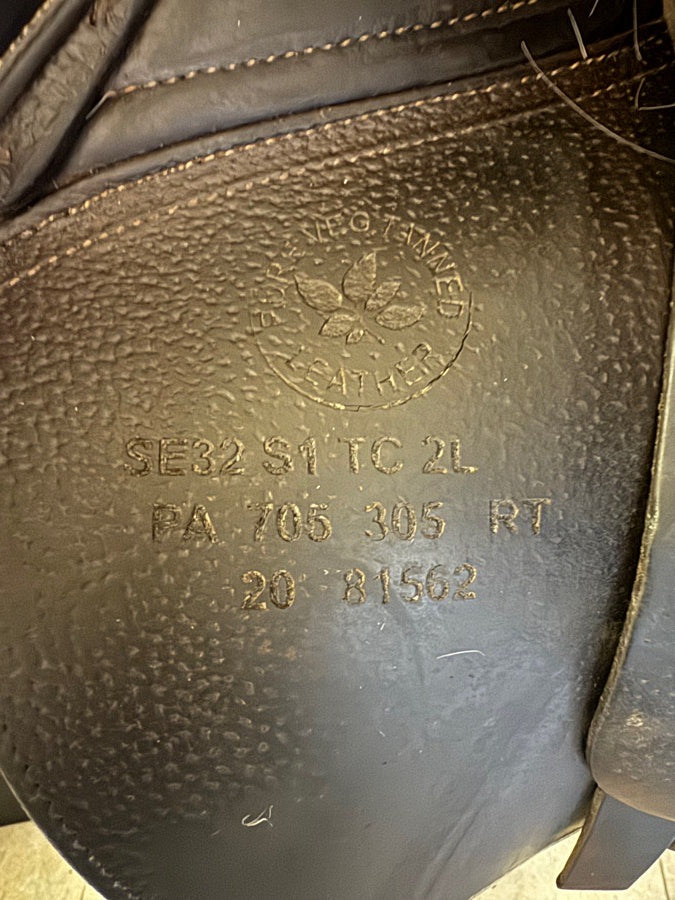 PURE VEG TANNED
LEATHER
SE32 S1 TC 2L
PA 705 305 RT
20 81562